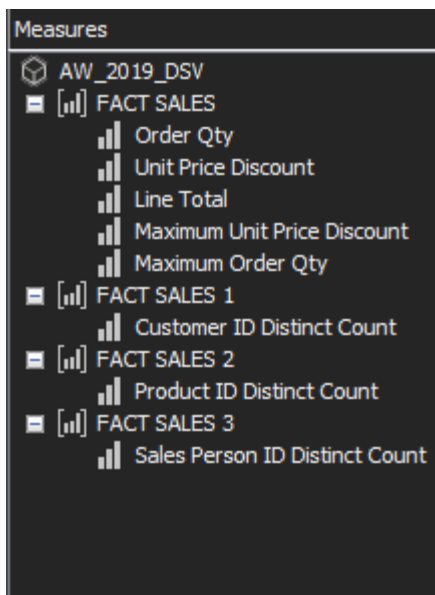 Measures
AW_2019_DSV
FACT SALES
Order Qty
Unit Price Discount
Line Total
Maximum Unit Price Discount
Maximum Order Qty
FACT SALES 1
Customer ID Distinct Count
FACT SALES 2
Product ID Distinct Count
FACT SALES 3
Sales Person ID Distinct Count